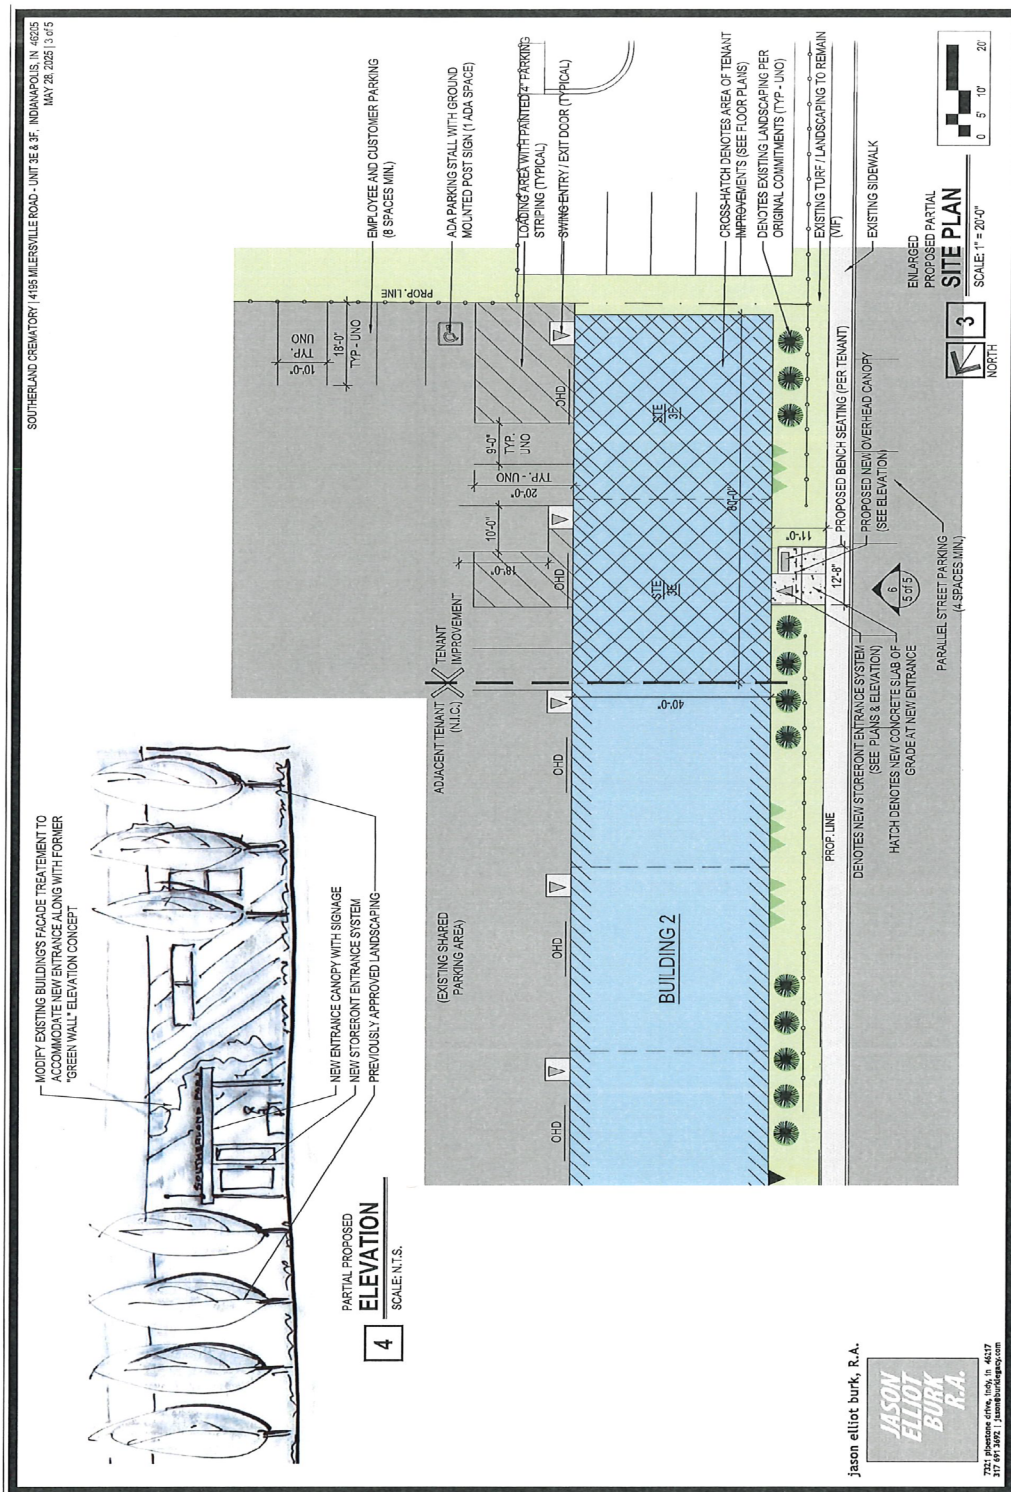 SOUTHERLAND CREMATORY | 4195 MILERSVILLE ROAD - UNIT 3E & 3F, INDIANAPOLIS, IN 46205
MAY 28, 2025 | 3 of 5
MODIFY EXISTING BUILDING'S FACADE TREATEMENT TO
ACCOMMODATE NEW ENTRANCE ALONG WITH FORMER
"GREEN WALL" ELEVATION CONCEPT
NEW ENTRANCE CANOPY WITH SIGNAGE
NEW STOREFRONT ENTRANCE SYSTEM
PREVIOUSLY APPROVED LANDSCAPING
4
PARTIAL PROPOSED
ELEVATION
SCALE: N.T.S.
EMPLOYEE AND CUSTOMER PARKING
(8 SPACES MIN.)
ADA PARKING STALL WITH GROUND
MOUNTED POST SIGN (1 ADA SPACE)
LOADING AREA WITH PAINTED 4" PARKING
STRIPING (TYPICAL)
SWING ENTRY / EXIT DOOR (TYPICAL)
CROSS-HATCH DENOTES AREA OF TENANT
IMPROVEMENTS (SEE FLOOR PLANS)
DENOTES EXISTING LANDSCAPING PER
ORIGINAL COMMITMENTS (TYP - UNO)
EXISTING TURF / LANDSCAPING TO REMAIN
(VIF)
EXISTING SIDEWALK
PROP. LINE
10'-0"
TYP.
UNO
18'-0"
TYP - UNO
9'-0"
TYP.
UNO
20'-0"
TYP. - UNO
10'-0"
18'-0"
ADJACENT TENANT
(N.I.C.)
TENANT
IMPROVEMENT
(EXISTING SHARED
PARKING AREA)
OHD
OHD
OHD
OHD
OHD
BUILDING 2
40'-0"
STE
3E
STE
3F
80'-0"
11'-0"
12'-8"
PROP. LINE
PROPOSED BENCH SEATING (PER TENANT)
PROPOSED NEW OVERHEAD CANOPY
(SEE ELEVATION)
6
5 of 5
DENOTES NEW STOREFRONT ENTRANCE SYSTEM
(SEE PLANS & ELEVATION)
HATCH DENOTES NEW CONCRETE SLAB OF
GRADE AT NEW ENTRANCE
PARALLEL STREET PARKING
(4 SPACES MIN.)
NORTH
3
ENLARGED
PROPOSED PARTIAL
SITE PLAN
SCALE: 1" = 20'-0"
0 5' 10' 20'
jason elliot burk, R.A.
JASON
ELLIOT
BURK
R.A.
7321 pipestone drive, indy, in 46217
317 691 3692 | jason@burklegacy.com